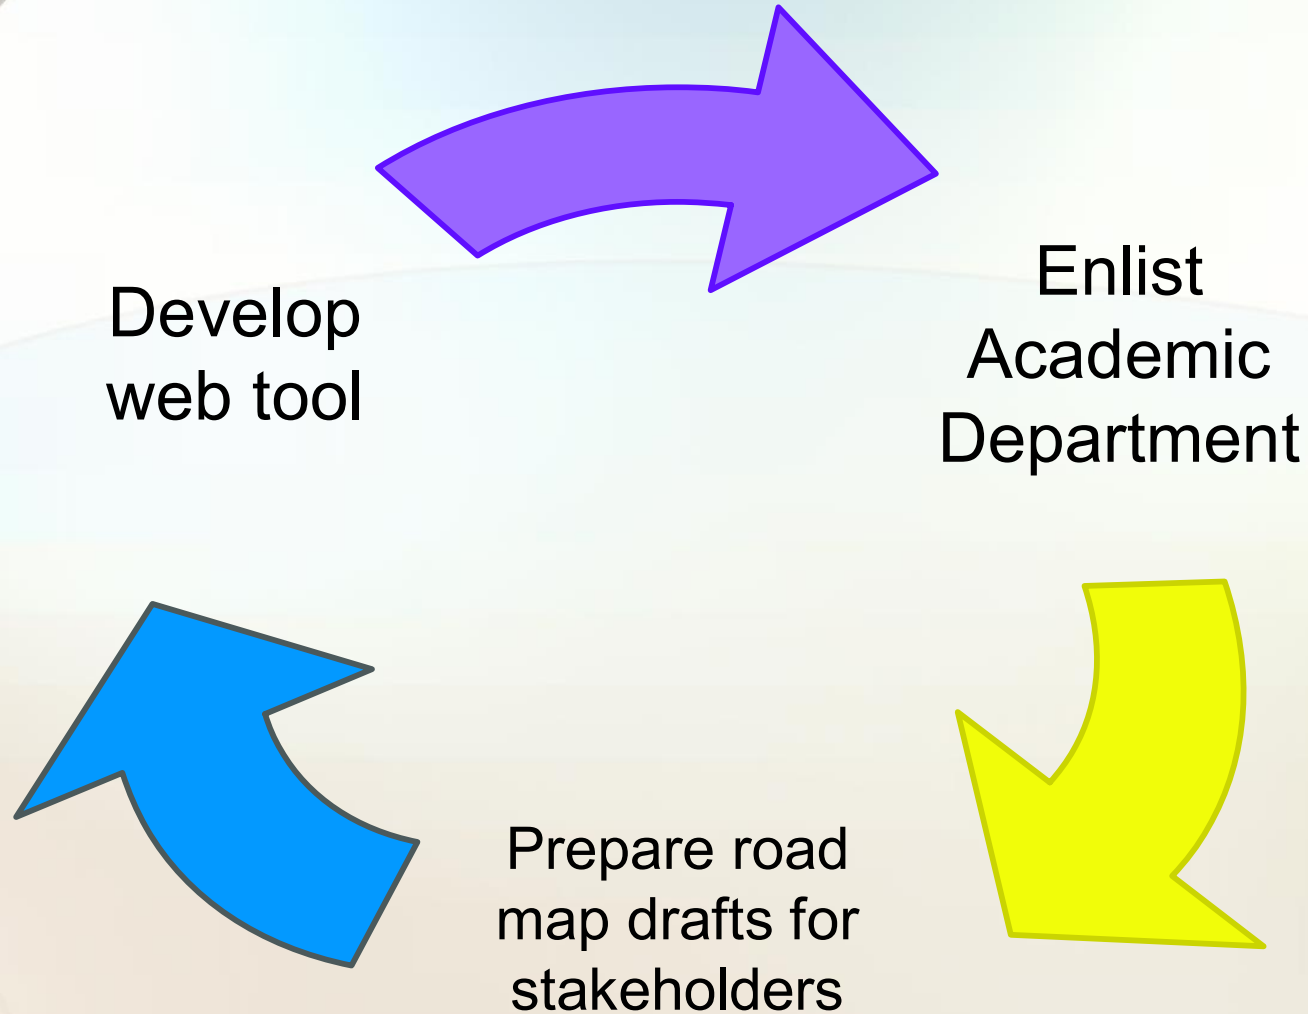 Develop
web tool
Enlist
Academic
Department
Prepare road
map drafts for
stakeholders